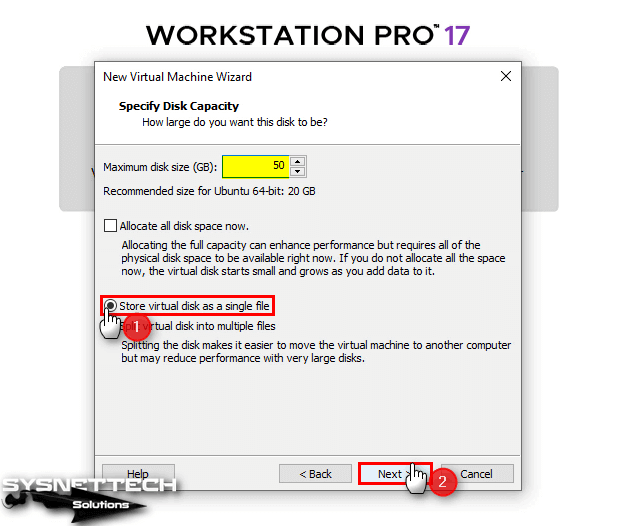 WORKSTATION PRO™ 17
New Virtual Machine Wizard
Specify Disk Capacity
How large do you want this disk to be?
Maximum disk size (GB): 50
Recommended size for Ubuntu 64-bit: 20 GB
Allocate all disk space now.
Allocating the full capacity can enhance performance but requires all of the
physical disk space to be available right now. If you do not allocate all the space
now, the virtual disk starts small and grows as you add data to it.
Store virtual disk as a single file
1
Split virtual disk into multiple files
Splitting the disk makes it easier to move the virtual machine to another computer
but may reduce performance with very large disks.
Help
< Back
Next >
Cancel
2
SYSNETTECH
Solutions